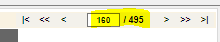 |< << < 160 / 495 > >> >|